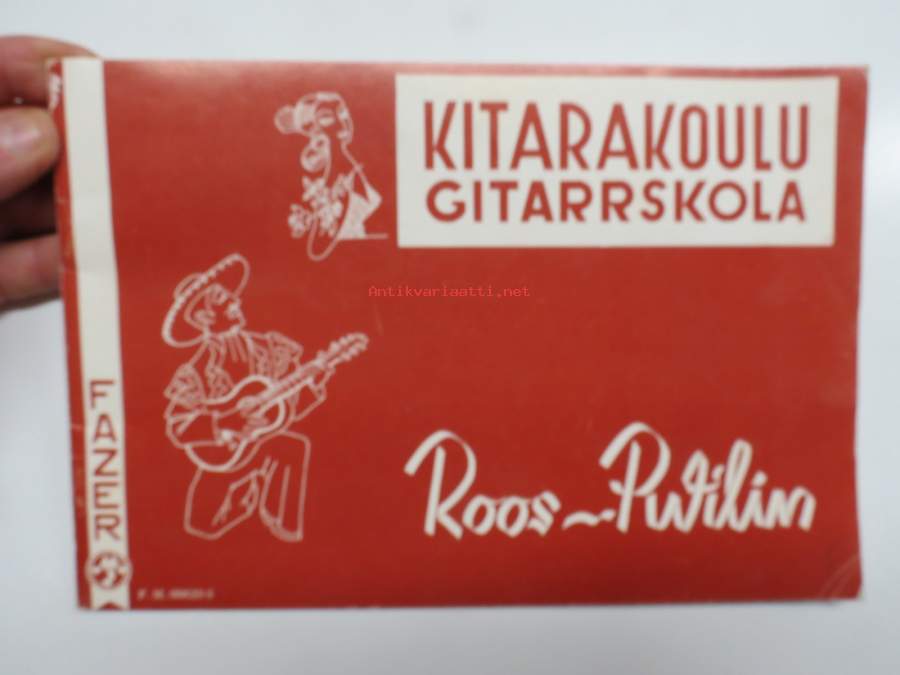 KITARAKOULU
GITARRSKOLA
Antikvariaatti.net
FAZER
Roos-Putilin